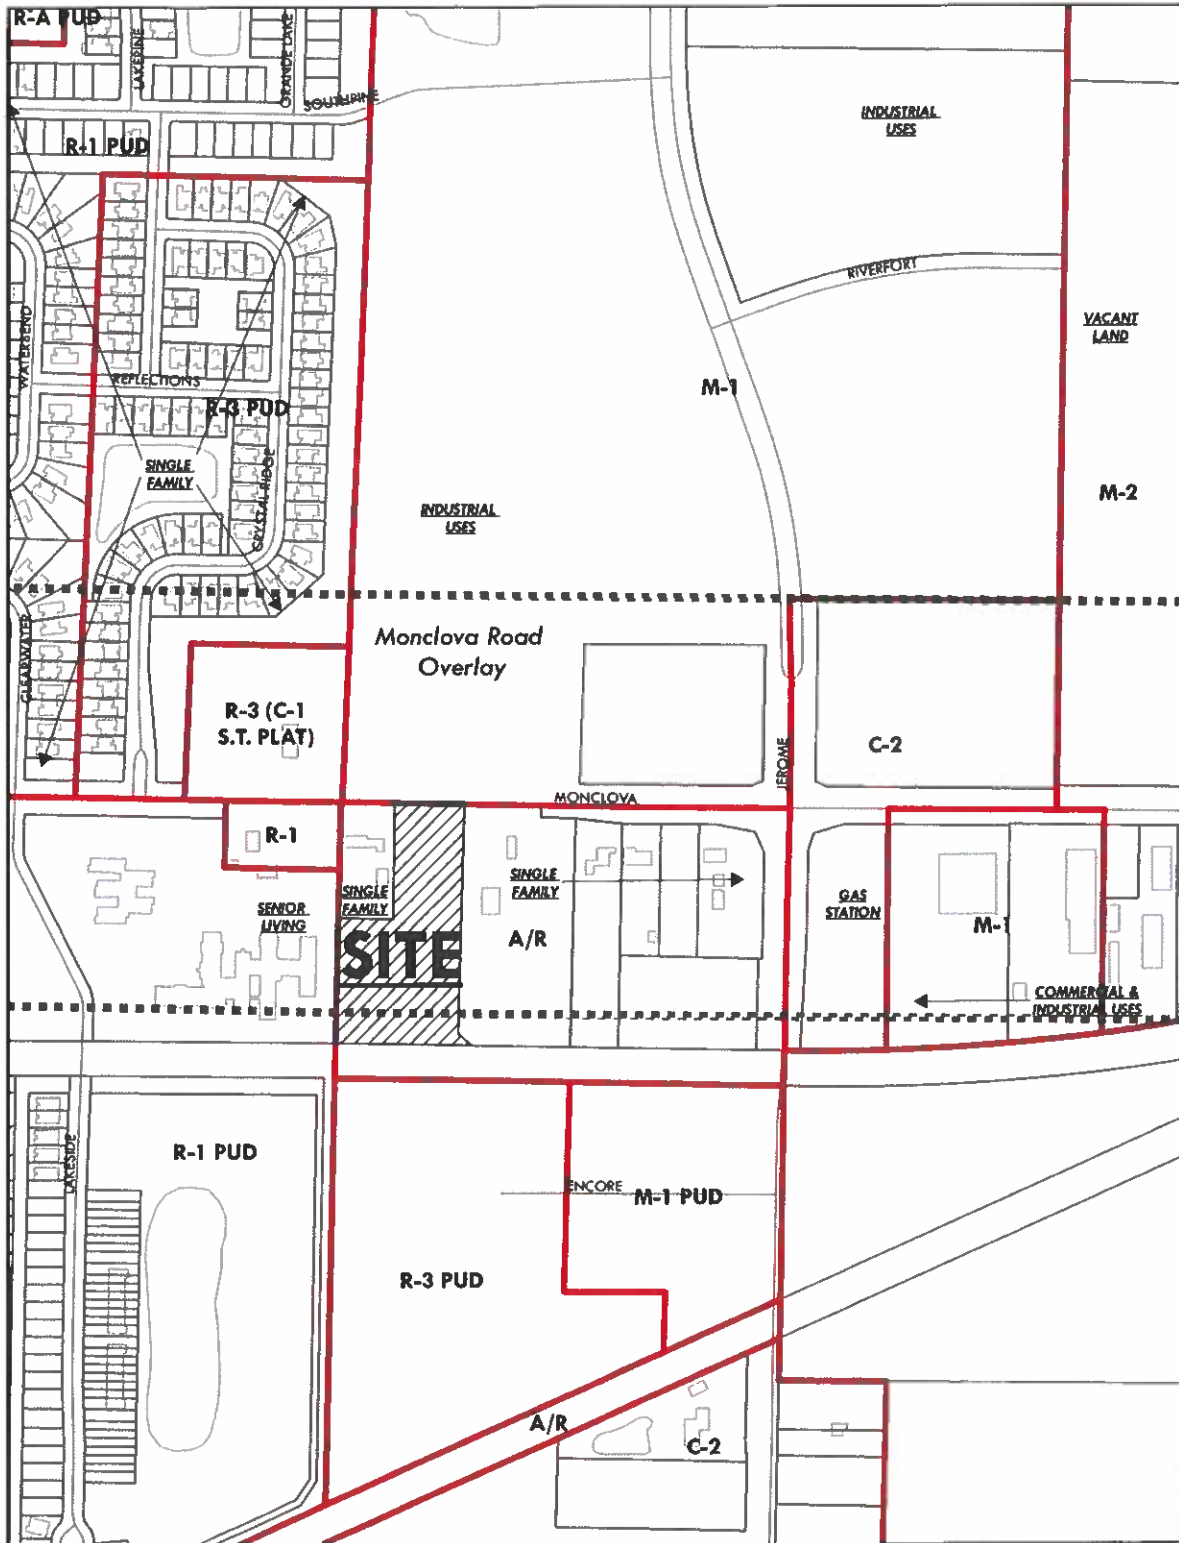 R-A PUD
LAKEPINE
GRANDE LAKE
SOUTHPINE
R-1 PUD
INDUSTRIAL
USES
RIVERFORT
WATERBEND
VACANT
LAND
REFLECTIONS
R-3 PUD
M-1
SINGLE
FAMILY
CRYSTAL RIDGE
M-2
INDUSTRIAL
USES
CLEARWATER
Monclova Road
Overlay
R-3 (C-1
S.T. PLAT)
JEROME
C-2
MONCLOVA
R-1
SINGLE
FAMILY
SINGLE
FAMILY
SENIOR
LIVING
GAS
STATION
A/R
M-1
SITE
COMMERCIAL &
INDUSTRIAL USES
LAKESIDE
R-1 PUD
ENCORE
M-1 PUD
R-3 PUD
A/R
C-2